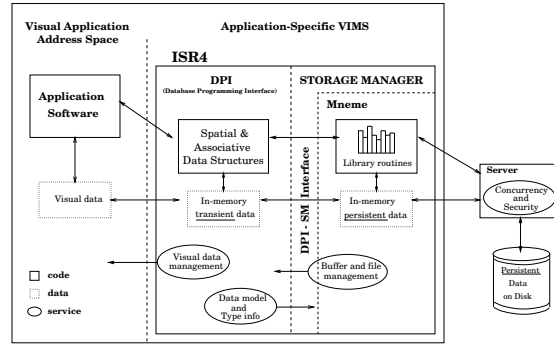 Visual Application
Address Space
Application-Specific VIMS
ISR4
DPI
(Database Programming Interface)
STORAGE MANAGER
Mneme
Application
Software
Spatial &
Associative
Data Structures
Library routines
Server
Concurrency
and
Security
Visual data
In-memory
transient data
DPI - SM Interface
In-memory
persistent data
Visual data
management
Buffer and file
management
Data model
and
Type info
Persistent
Data
on Disk
code
data
service